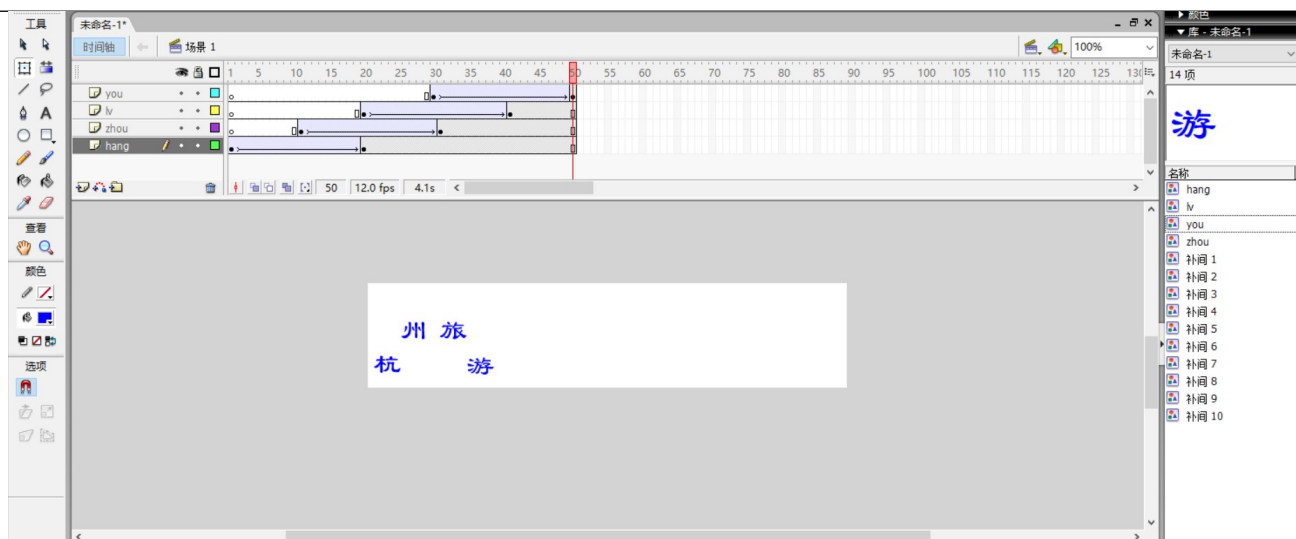 工具
未命名-1*
时间轴
场景 1
100%
1 5 10 15 20 25 30 35 40 45 50 55 60 65 70 75 80 85 90 95 100 105 110 115 120 125 130
you
lv
zhou
hang
50 12.0 fps 4.1s
查看
颜色
选项
州 旅
杭 游
颜色
库 - 未命名-1
未命名-1
14 项
游
名称
hang
lv
you
zhou
补间 1
补间 2
补间 3
补间 4
补间 5
补间 6
补间 7
补间 8
补间 9
补间 10